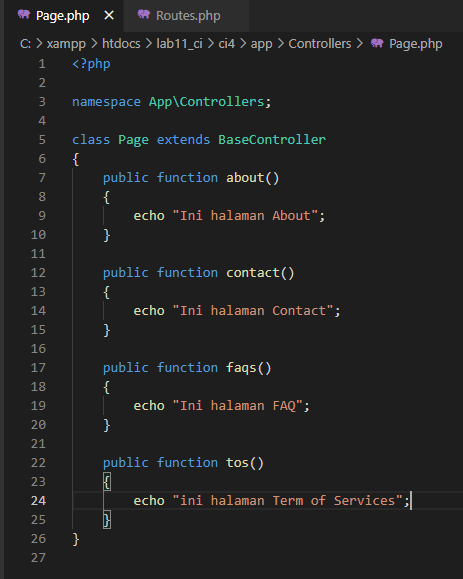 Page.php × Routes.php
C: > xampp > htdocs > lab11_ci > ci4 > app > Controllers > Page.php
1 <?php
2
3 namespace App\Controllers;
4
5 class Page extends BaseController
6 {
7     public function about()
8     {
9         echo "Ini halaman About";
10     }
11
12     public function contact()
13     {
14         echo "Ini halaman Contact";
15     }
16
17     public function faqs()
18     {
19         echo "Ini halaman FAQ";
20     }
21
22     public function tos()
23     {
24         echo "ini halaman Term of Services";
25     }
26 }
27